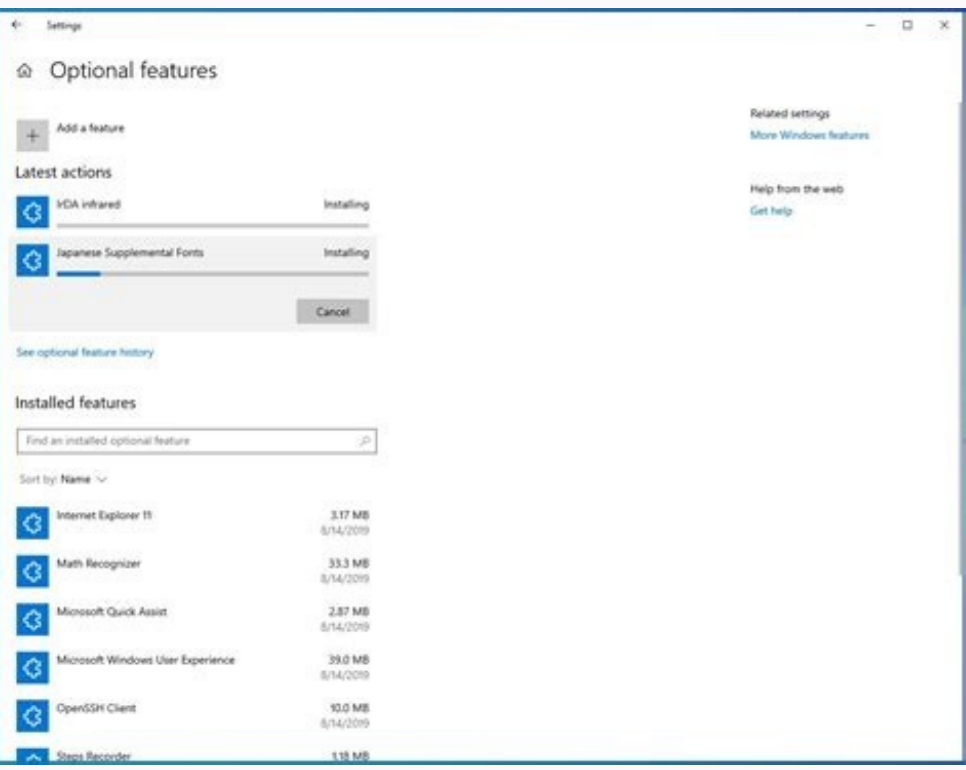 Settings
Optional features
Add a feature
Latest actions
IrDA infrared Installing
Japanese Supplemental Fonts Installing
Cancel
See optional feature history
Installed features
Find an installed optional feature
Sort by: Name
Internet Explorer 11 3.17 MB
8/14/2019
Math Recognizer 33.3 MB
8/14/2019
Microsoft Quick Assist 2.87 MB
8/14/2019
Microsoft Windows User Experience 39.0 MB
8/14/2019
OpenSSH Client 10.0 MB
8/14/2019
Steps Recorder 1.18 MB
Related settings
More Windows features
Help from the web
Get help